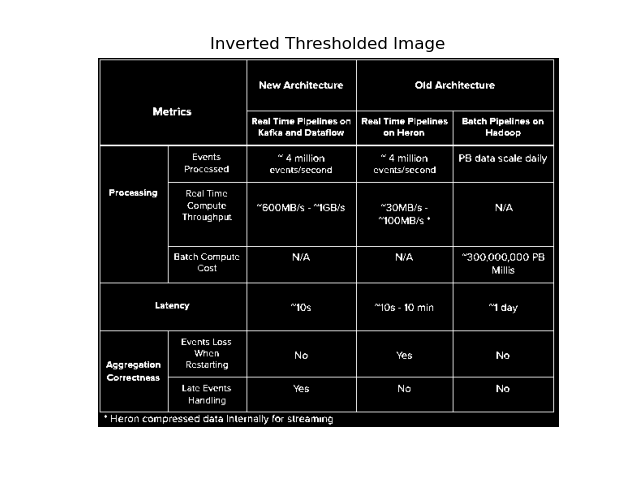 Inverted Thresholded Image
Metrics
New Architecture
Old Architecture
Real Time Pipelines on
Kafka and Dataflow
Real Time Pipelines
on Heron
Batch Pipelines on
Hadoop
Processing
Events
Processed
~ 4 million
events/second
~ 4 million
events/second
PB data scale daily
Real Time
Compute
Throughput
~600MB/s - ~1GB/s
~30MB/s -
~100MB/s *
N/A
Batch Compute
Cost
N/A
N/A
~300,000,000 PB
Millis
Latency
~10s
~10s - 10 min
~1 day
Aggregation
Correctness
Events Loss
When
Restarting
No
Yes
No
Late Events
Handling
Yes
No
No
* Heron compressed data internally for streaming